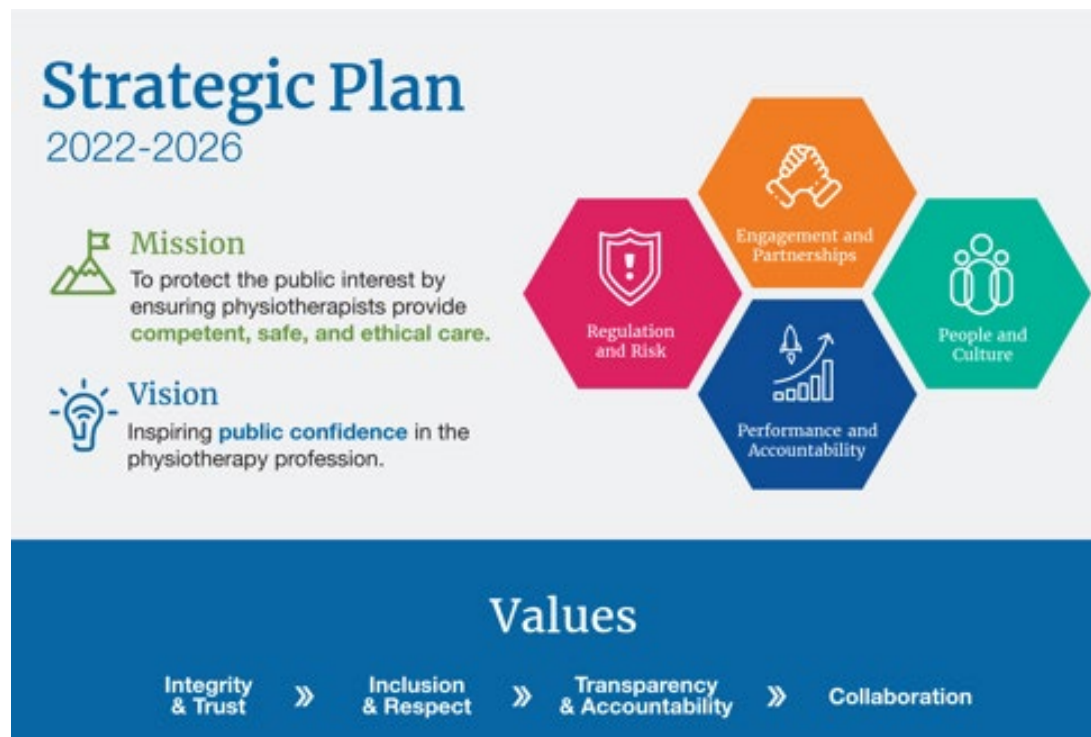 Strategic Plan
2022-2026
Mission
To protect the public interest by
ensuring physiotherapists provide
competent, safe, and ethical care.
Vision
Inspiring public confidence in the
physiotherapy profession.
Engagement and
Partnerships
Regulation
and Risk
People and
Culture
Performance and
Accountability
Values
Integrity
& Trust
»
Inclusion
& Respect
»
Transparency
& Accountability
»
Collaboration